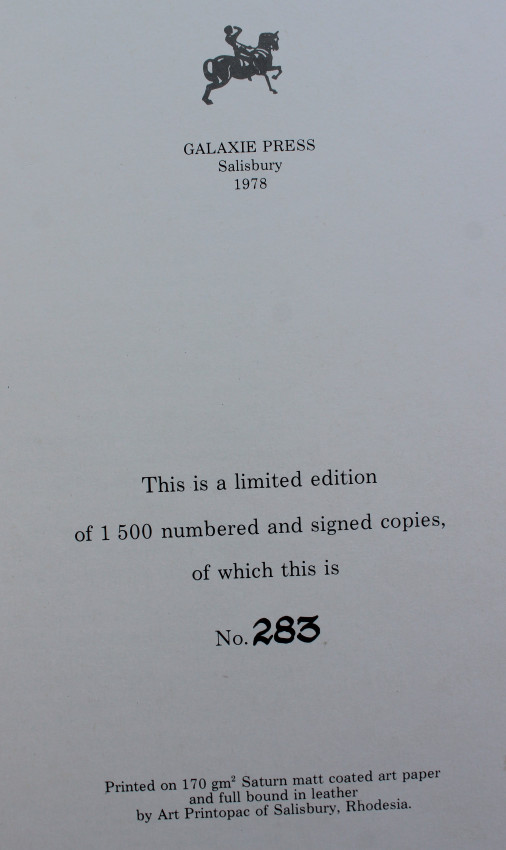 GALAXIE PRESS
Salisbury
1978
This is a limited edition
of 1 500 numbered and signed copies,
of which this is
No. 283
Printed on 170 gm² Saturn matt coated art paper
and full bound in leather
by Art Printopac of Salisbury, Rhodesia.